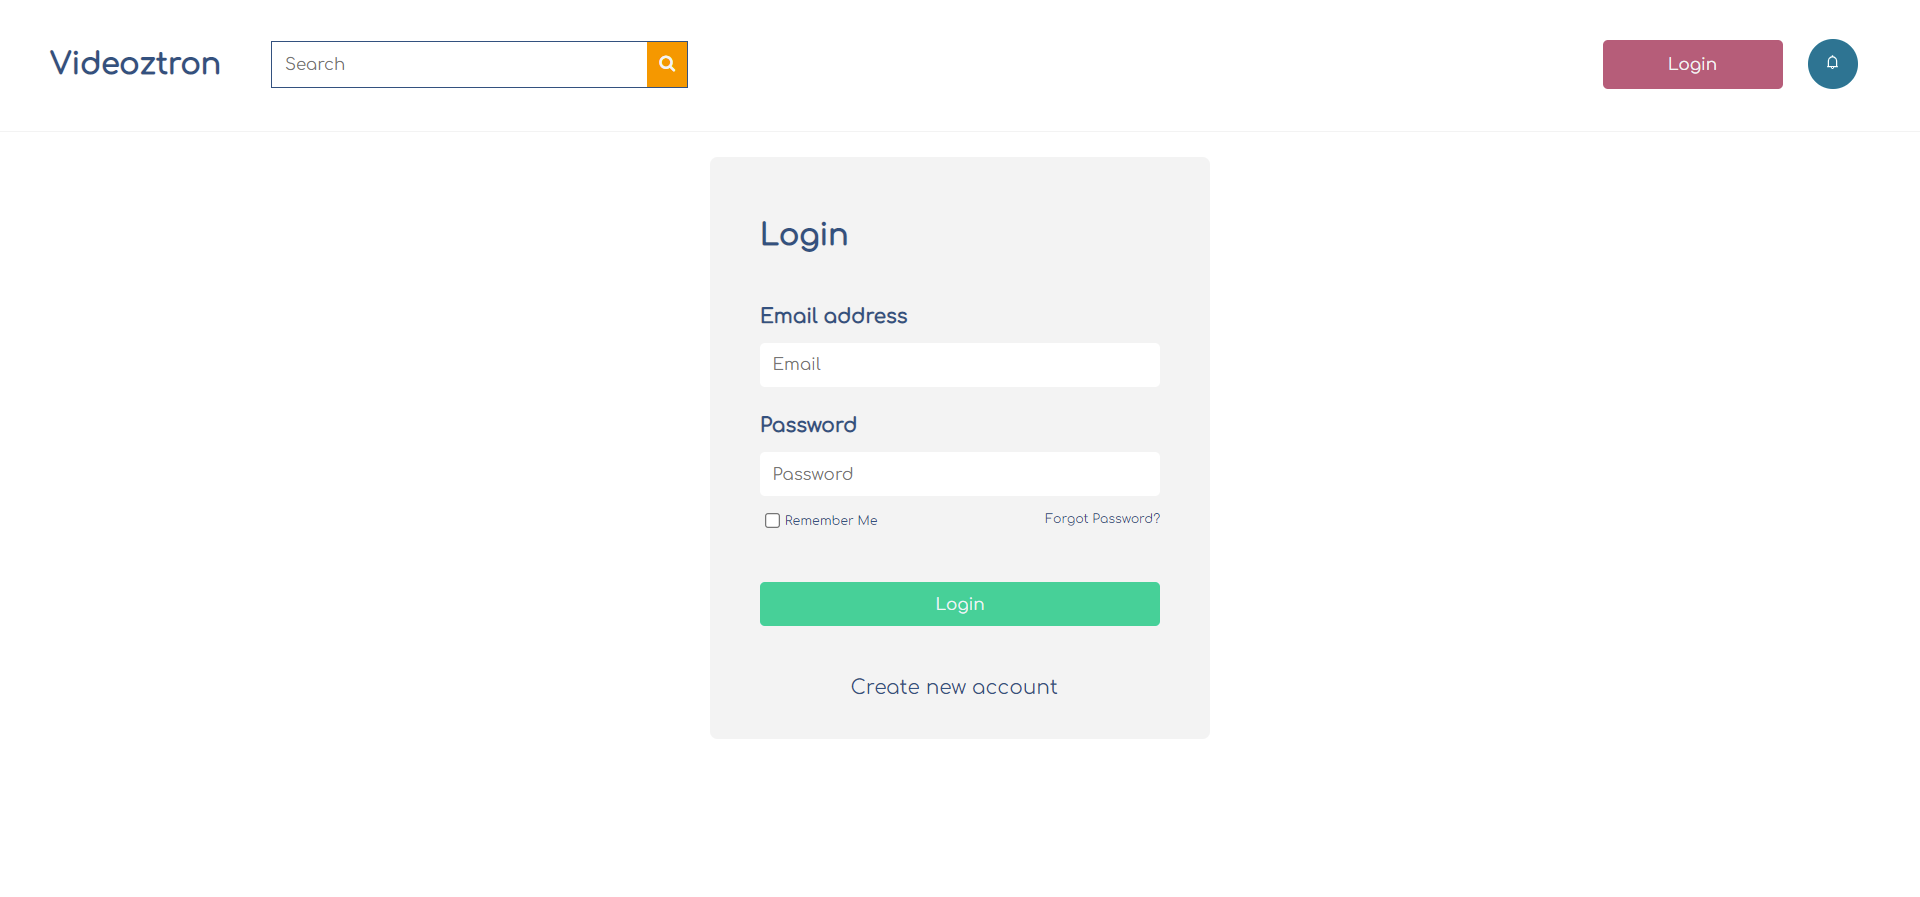 Videoztron
Search
Login
Login
Email address
Email
Password
Password
Remember Me
Forgot Password?
Login
Create new account